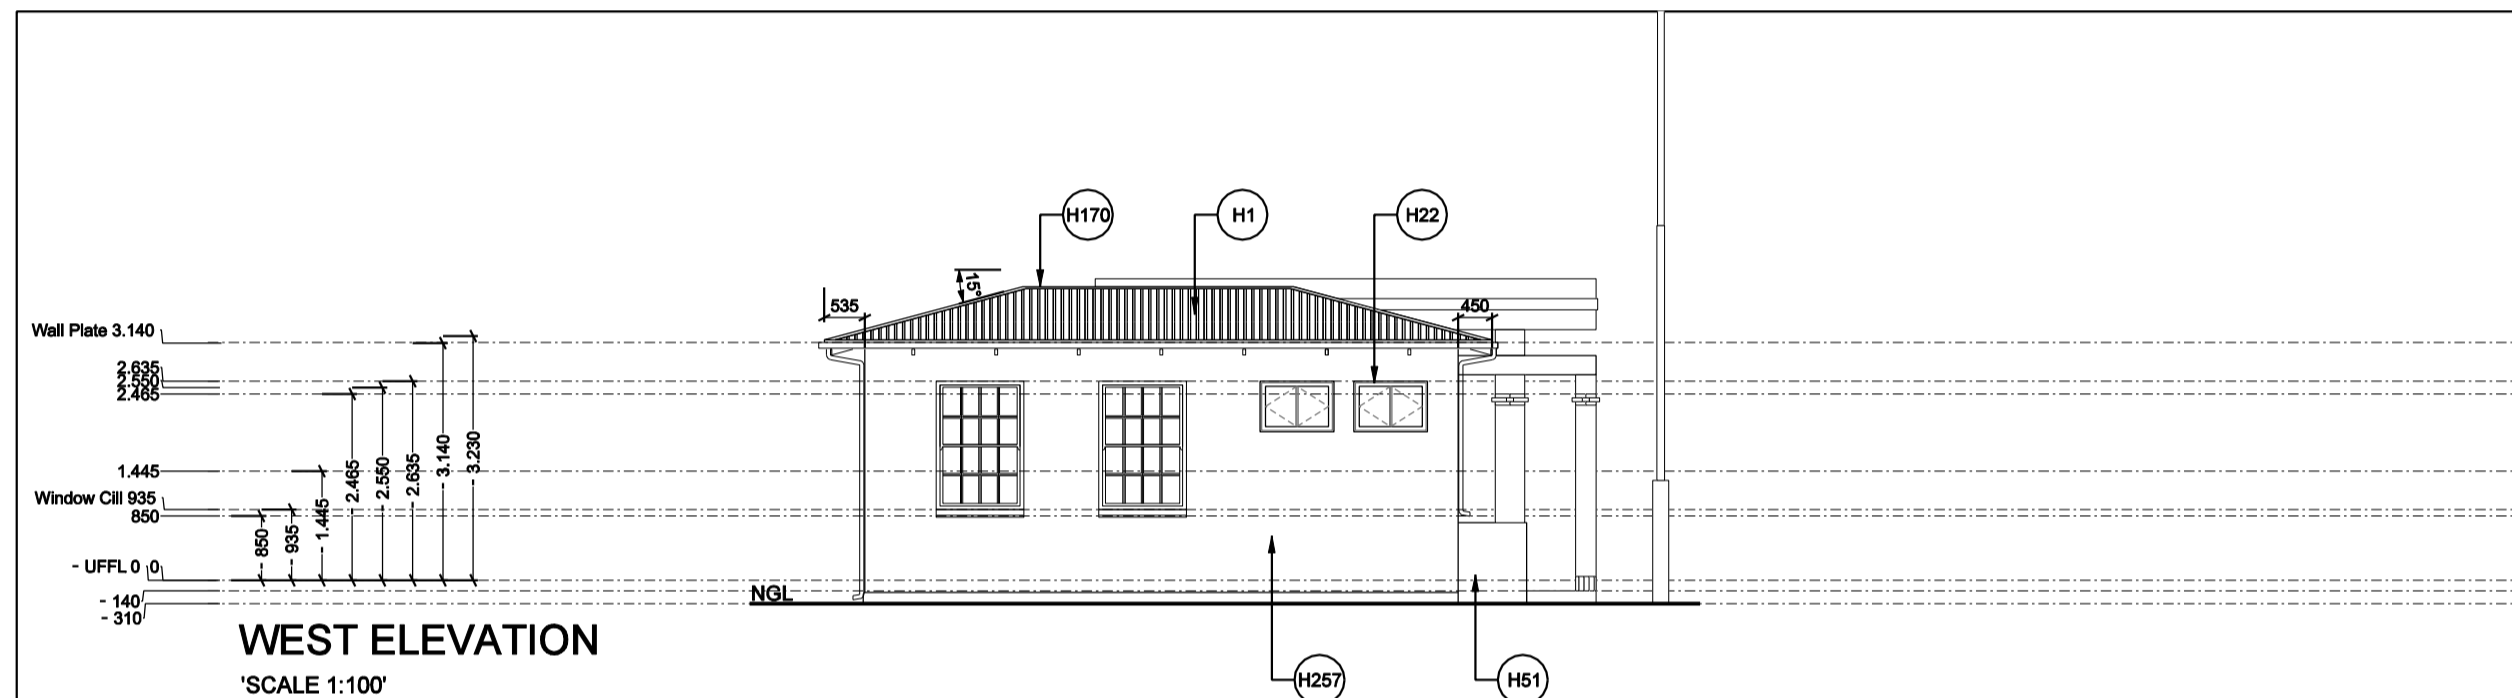 H170
H1
H22
15°
535
450
Wall Plate 3.140
2.635
2.550
2.465
1.445
Window Cill 935
850
- UFFL 0 0
- 140
- 310
- 850
- 935
- 1.445
- 2.465
- 2.550
- 2.635
- 3.140
- 3.230
NGL
WEST ELEVATION
'SCALE 1:100'
H257
H51